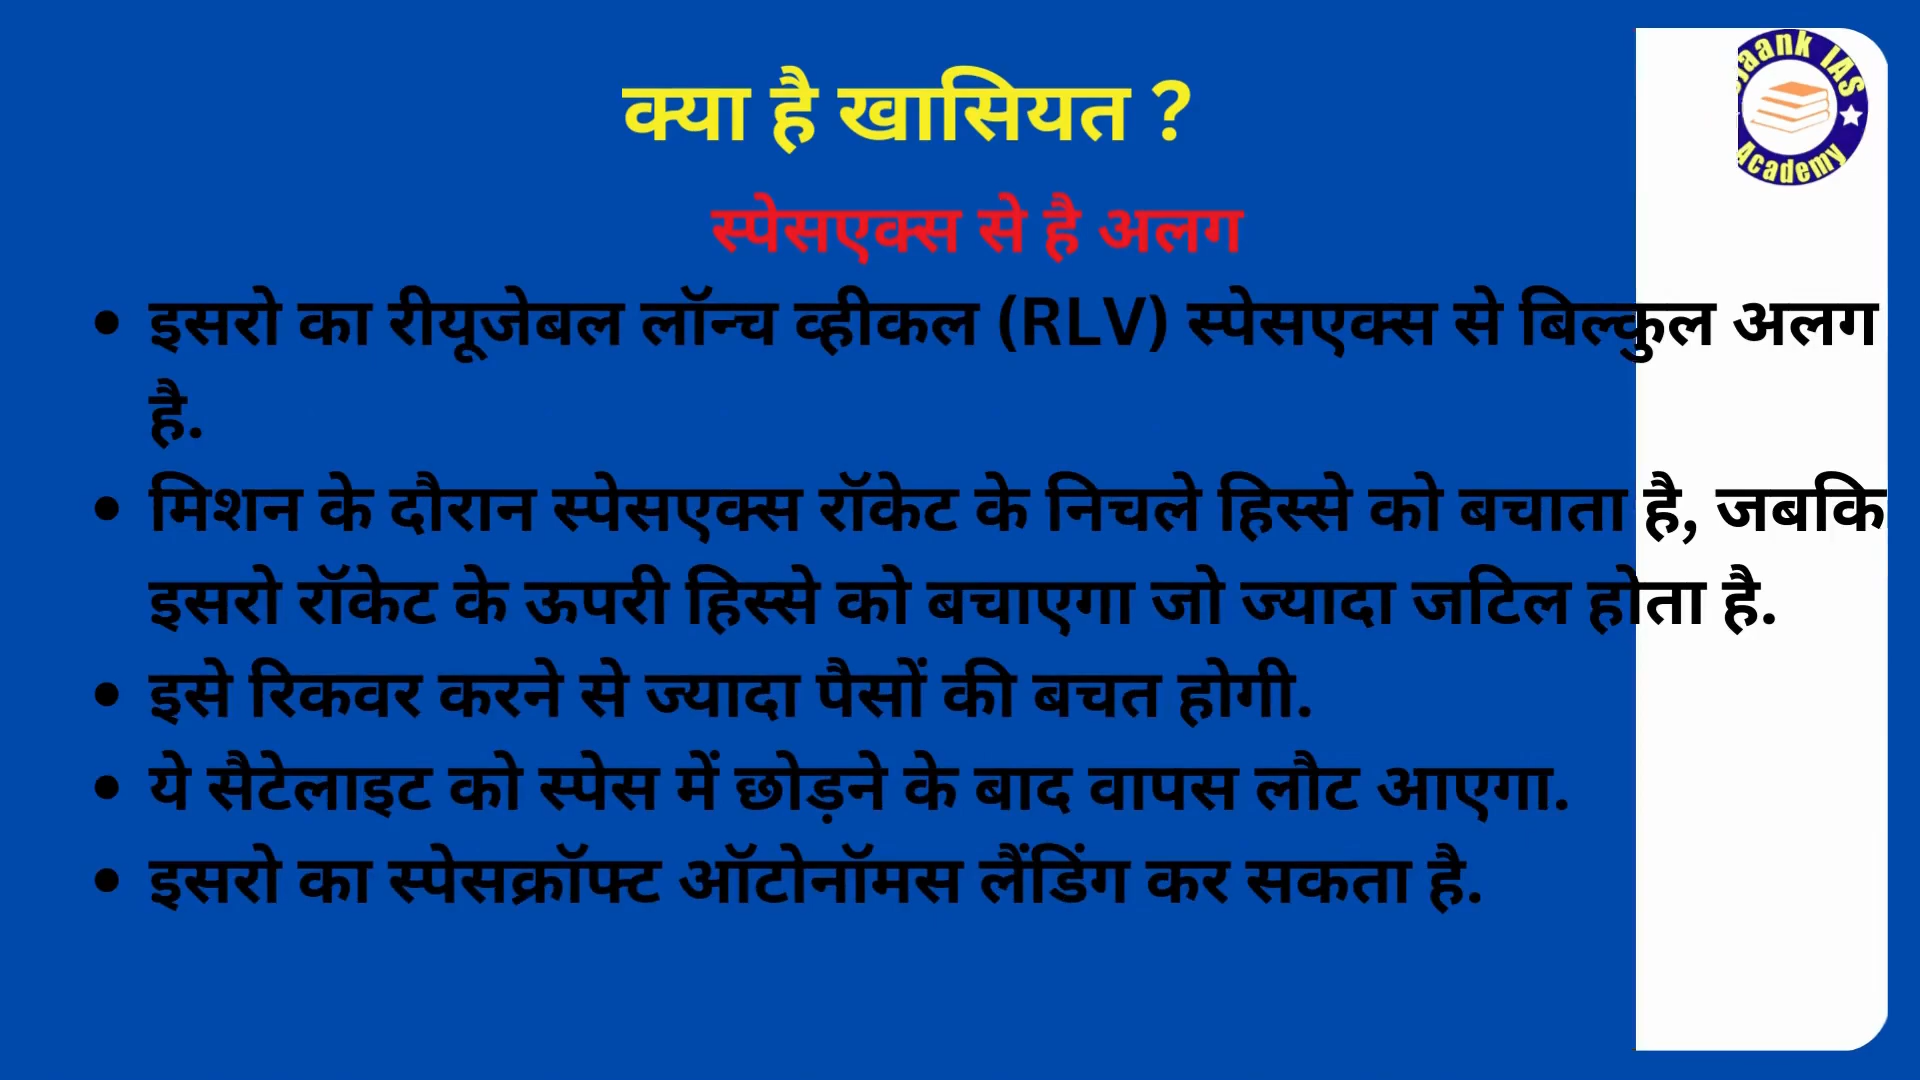 क्या है खासियत ?
स्पेसएक्स से है अलग
• इसरो का रीयूजेबल लॉन्च व्हीकल (RLV) स्पेसएक्स से बिल्कुल अलग
है.
• मिशन के दौरान स्पेसएक्स रॉकेट के निचले हिस्से को बचाता है, जबकि
इसरो रॉकेट के ऊपरी हिस्से को बचाएगा जो ज्यादा जटिल होता है.
• इसे रिकवर करने से ज्यादा पैसों की बचत होगी.
• ये सैटेलाइट को स्पेस में छोड़ने के बाद वापस लौट आएगा.
• इसरो का स्पेसक्रॉफ्ट ऑटोनॉमस लैंडिंग कर सकता है.
IAS
Academy